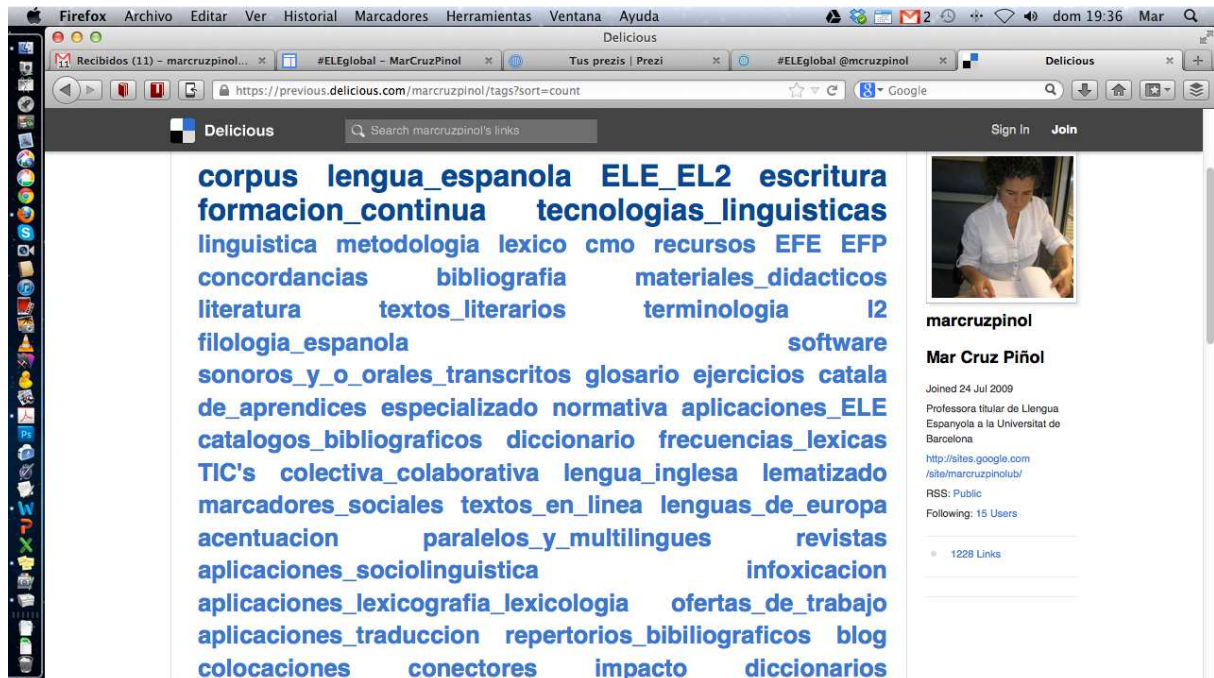 Firefox Archivo Editar Ver Historial Marcadores Herramientas Ventana Ayuda 2 dom 19:36 Mar
Delicious
11 Recibidos (11) – marcruzpinol... × #ELEglobal – MarCruzPinol × Tus prezis | Prezi × #ELEglobal @mcruzpinol × Delicious × +
https://previous.delicious.com/marcruzpinol/tags?sort=count Google
Delicious Search marcruzpinol's links Sign In Join
corpus lengua_espanola ELE_EL2 escritura
formacion_continua tecnologias_linguisticas
linguistica metodologia lexico cmo recursos EFE EFP
concordancias bibliografia materiales_didacticos
literatura textos_literarios terminologia l2
filologia_espanola software
sonoros_y_o_orales_transcritos glosario ejercicios catala
de_aprendices especializado normativa aplicaciones_ELE
catalogos_bibliograficos diccionario frecuencias_lexicas
TIC's colectiva_colaborativa lengua_inglesa lematizado
marcadores_sociales textos_en_linea lenguas_de_europa
acentuacion paralelos_y_multilingues revistas
aplicaciones_sociolinguistica infoxicacion
aplicaciones_lexicografia_lexicologia ofertas_de_trabajo
aplicaciones_traduccion repertorios_bibiliograficos blog
colocaciones conectores impacto diccionarios
marcruzpinol
Mar Cruz Piñol
Joined 24 Jul 2009
Professora titular de Llengua
Espanyola a la Universitat de
Barcelona
http://sites.google.com
/site/marcruzpinolub/
RSS: Public
Following: 15 Users
1228 Links